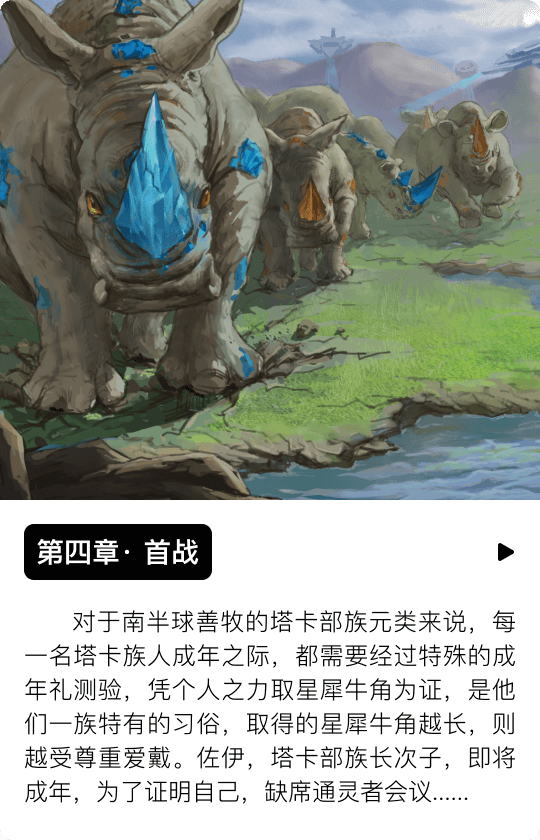 第四章·首战
对于南半球善牧的塔卡部族元类来说，每
一名塔卡族人成年之际，都需要经过特殊的成
年礼测验，凭个人之力取星犀牛角为证，是他
们一族特有的习俗，取得的星犀牛角越长，则
越受尊重爱戴。佐伊，塔卡部族长次子，即将
成年，为了证明自己，缺席通灵者会议......